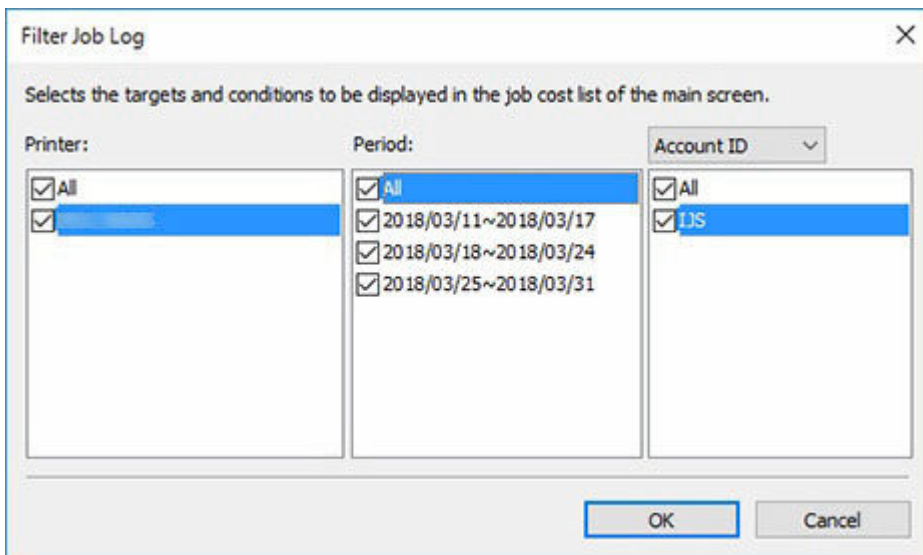 Filter Job Log
Selects the targets and conditions to be displayed in the job cost list of the main screen.
Printer:
All
Period:
All
2018/03/11~2018/03/17
2018/03/18~2018/03/24
2018/03/25~2018/03/31
Account ID
All
IJS
OK
Cancel